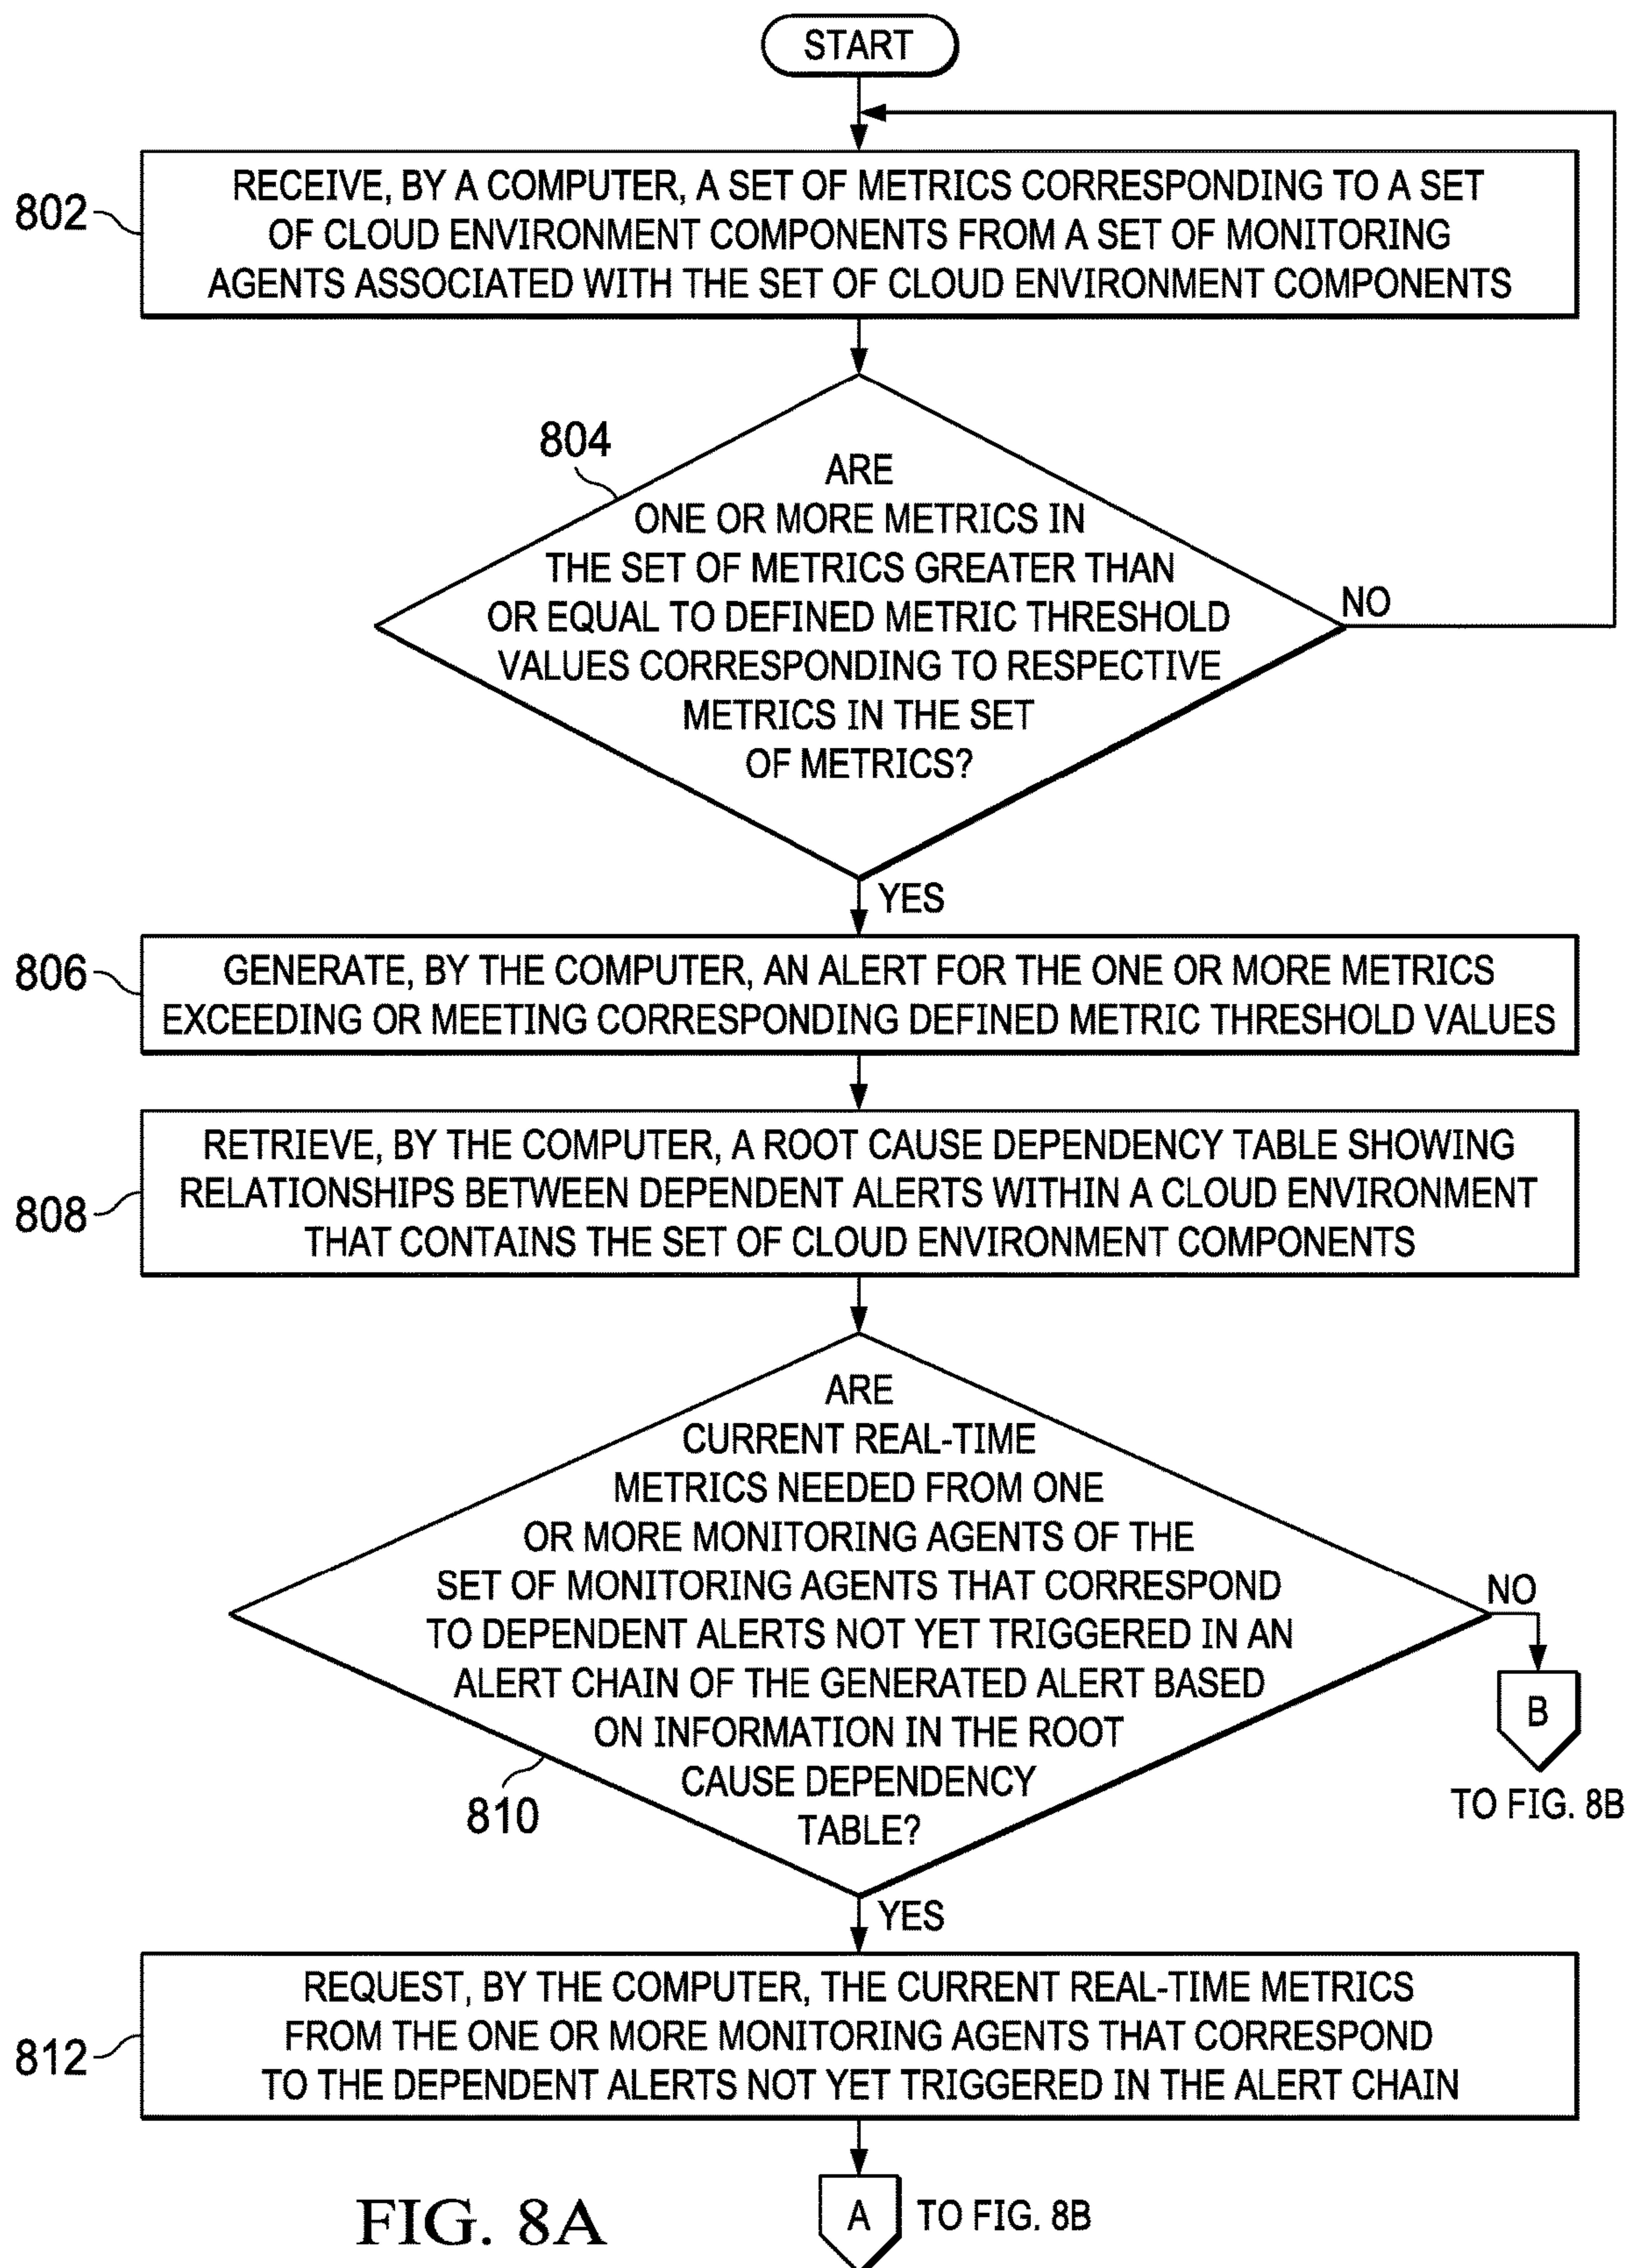 START
802
RECEIVE, BY A COMPUTER, A SET OF METRICS CORRESPONDING TO A SET
OF CLOUD ENVIRONMENT COMPONENTS FROM A SET OF MONITORING
AGENTS ASSOCIATED WITH THE SET OF CLOUD ENVIRONMENT COMPONENTS
804
ARE
ONE OR MORE METRICS IN
THE SET OF METRICS GREATER THAN
OR EQUAL TO DEFINED METRIC THRESHOLD
VALUES CORRESPONDING TO RESPECTIVE
METRICS IN THE SET
OF METRICS?
NO
YES
806
GENERATE, BY THE COMPUTER, AN ALERT FOR THE ONE OR MORE METRICS
EXCEEDING OR MEETING CORRESPONDING DEFINED METRIC THRESHOLD VALUES
808
RETRIEVE, BY THE COMPUTER, A ROOT CAUSE DEPENDENCY TABLE SHOWING
RELATIONSHIPS BETWEEN DEPENDENT ALERTS WITHIN A CLOUD ENVIRONMENT
THAT CONTAINS THE SET OF CLOUD ENVIRONMENT COMPONENTS
ARE
CURRENT REAL-TIME
METRICS NEEDED FROM ONE
OR MORE MONITORING AGENTS OF THE
SET OF MONITORING AGENTS THAT CORRESPOND
TO DEPENDENT ALERTS NOT YET TRIGGERED IN AN
ALERT CHAIN OF THE GENERATED ALERT BASED
ON INFORMATION IN THE ROOT
CAUSE DEPENDENCY
TABLE?
810
NO
B
TO FIG. 8B
YES
812
REQUEST, BY THE COMPUTER, THE CURRENT REAL-TIME METRICS
FROM THE ONE OR MORE MONITORING AGENTS THAT CORRESPOND
TO THE DEPENDENT ALERTS NOT YET TRIGGERED IN THE ALERT CHAIN
A
TO FIG. 8B
FIG. 8A